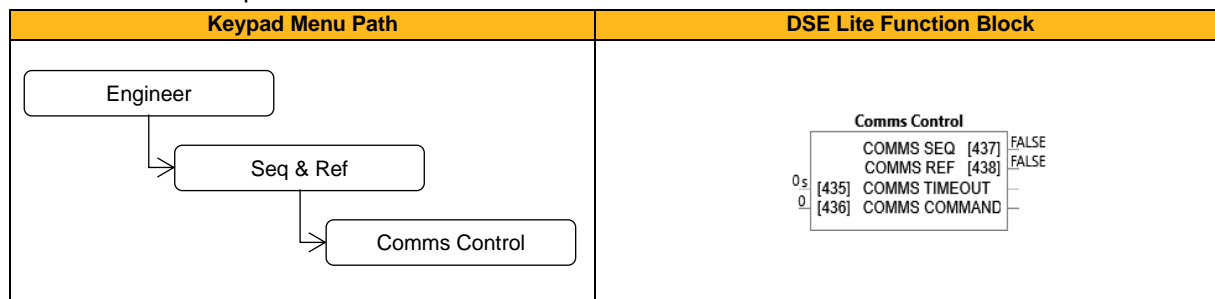 Keypad Menu Path
DSE Lite Function Block
Engineer
Seq & Ref
Comms Control
Comms Control
COMMS SEQ [437] FALSE
COMMS REF [438] FALSE
0s [435] COMMS TIMEOUT
0 [436] COMMS COMMAND